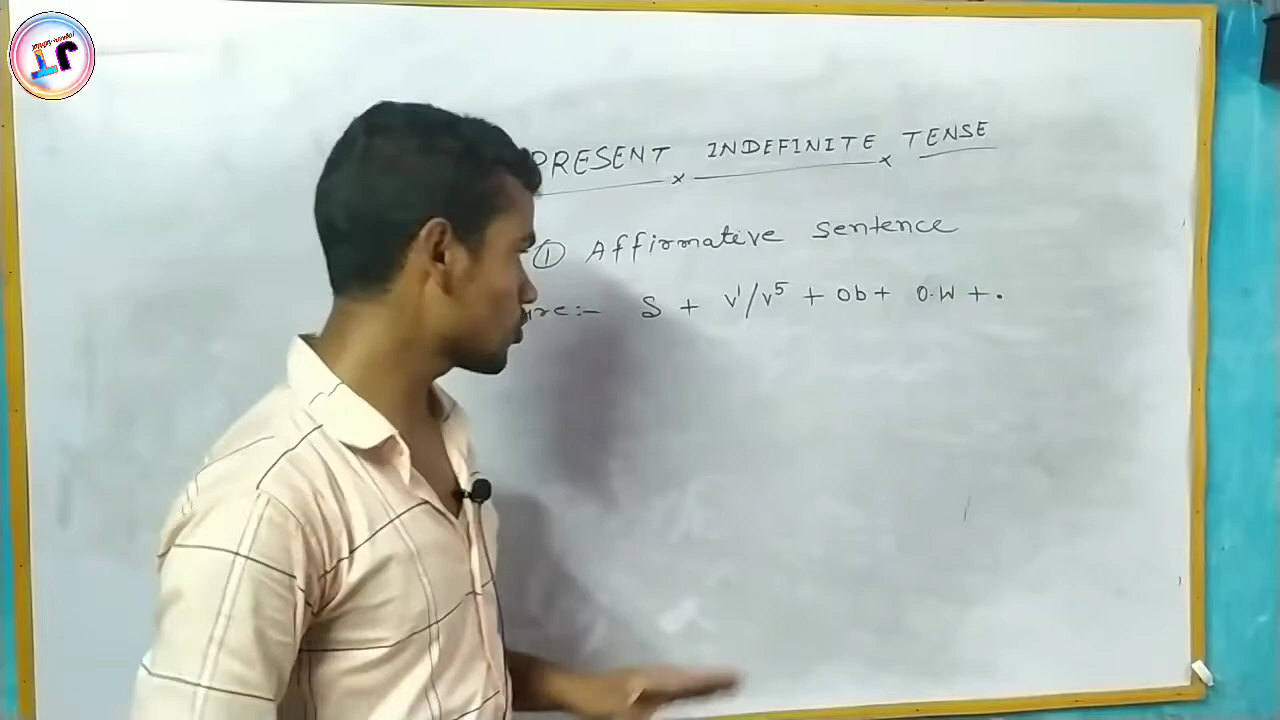 PRESENT INDEFINITE TENSE
① Affirmative sentence
S + V¹/V⁵ + Ob + O.W + .